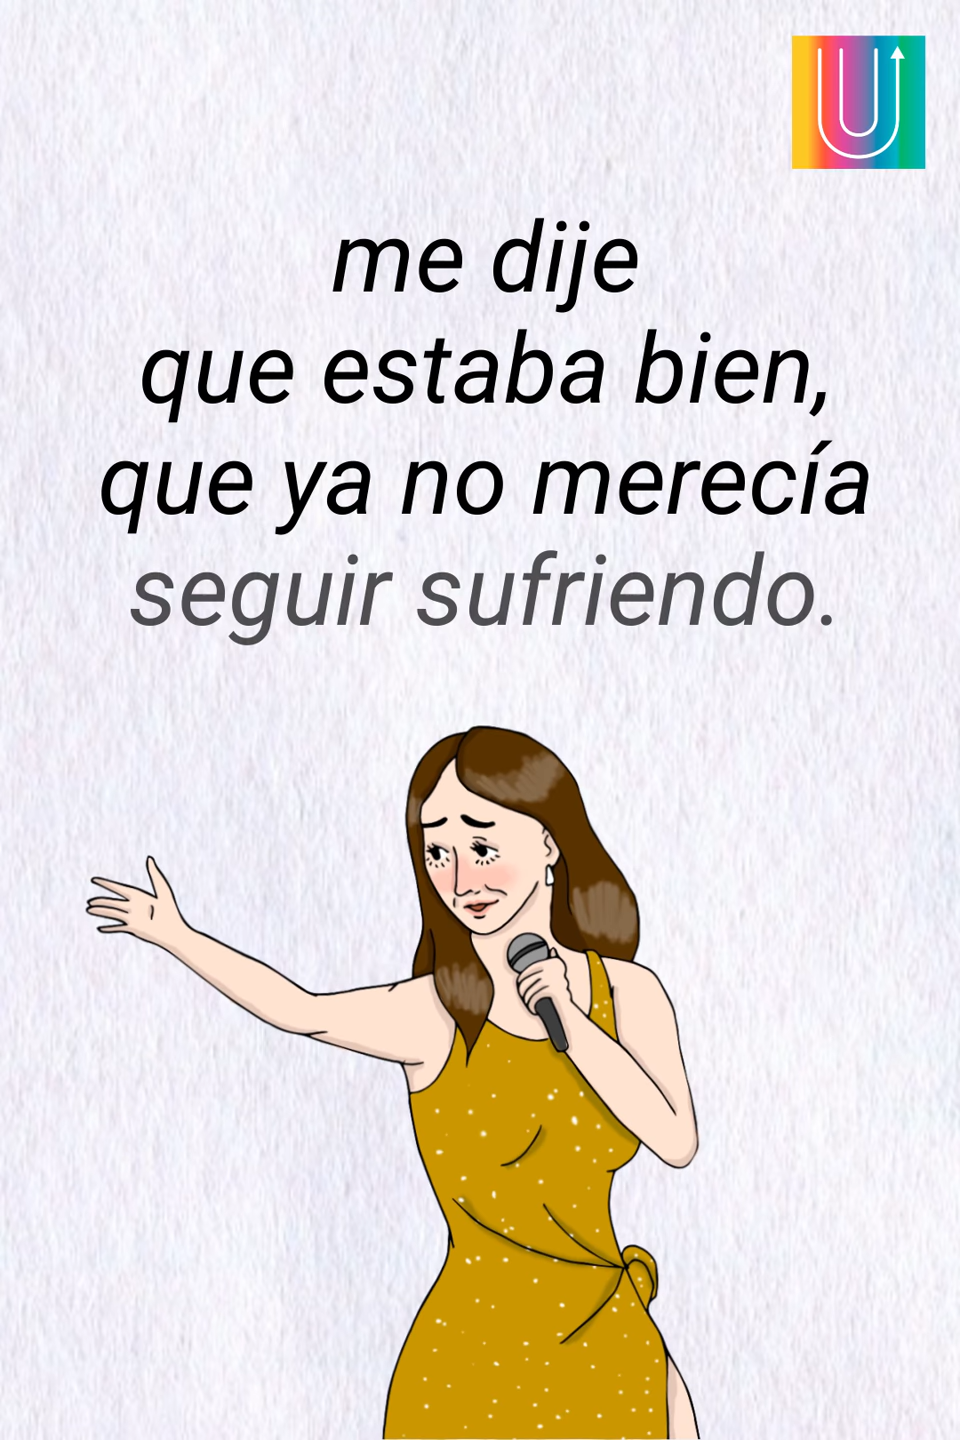 U
me dije
que estaba bien,
que ya no merecía
seguir sufriendo.